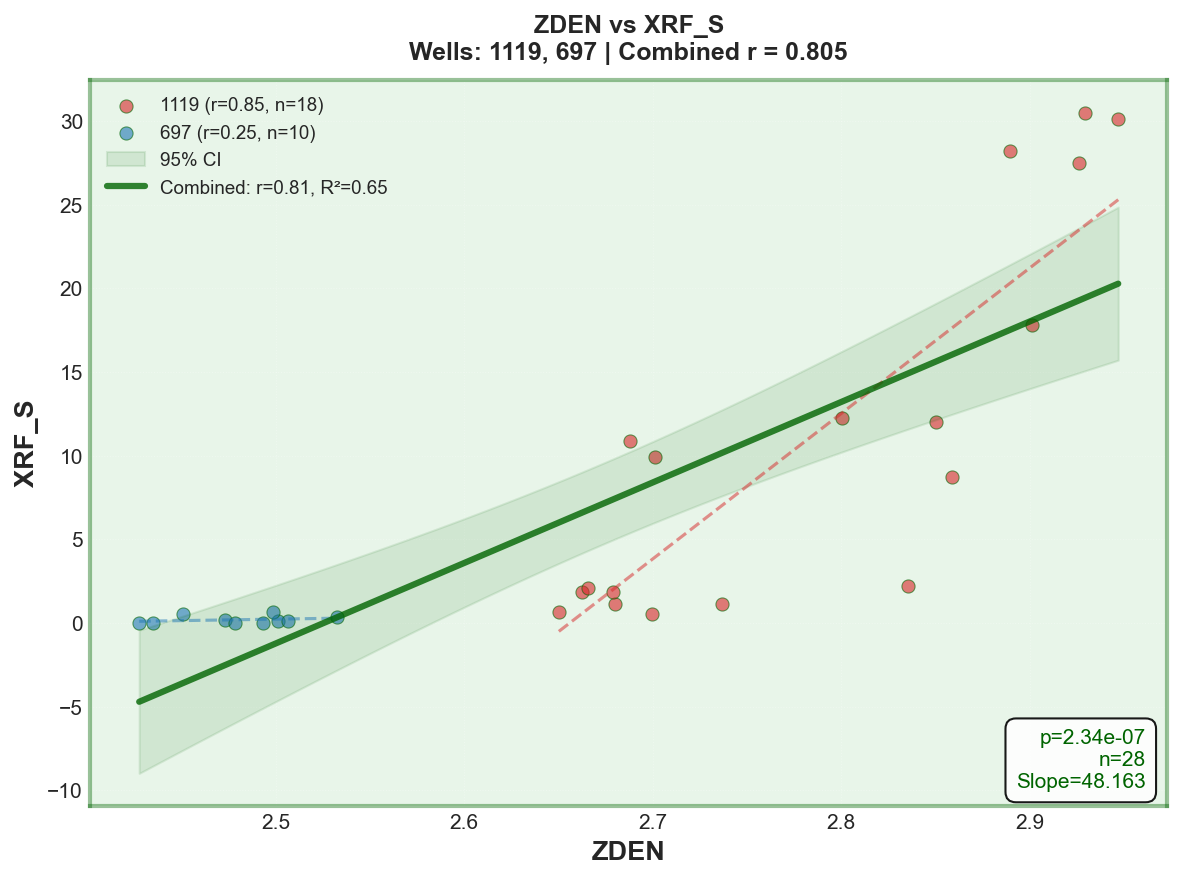 ZDEN vs XRF_S
Wells: 1119, 697 | Combined r = 0.805
1119 (r=0.85, n=18)
697 (r=0.25, n=10)
95% CI
Combined: r=0.81, R²=0.65
30
25
20
15
10
5
0
−5
−10
XRF_S
p=2.34e-07
n=28
Slope=48.163
2.5
2.6
2.7
2.8
2.9
ZDEN